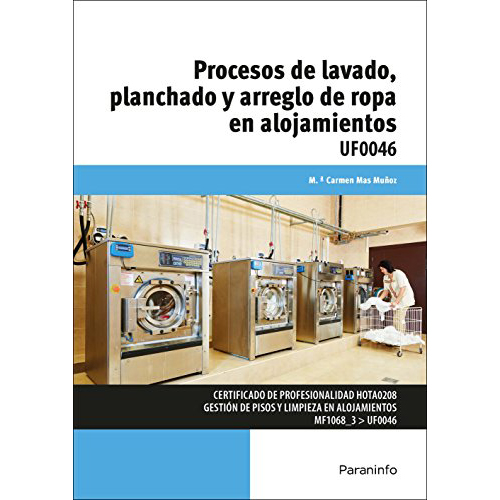 Procesos de lavado,
planchado y arreglo de ropa
en alojamientos
UF0046
M.ª Carmen Mas Muñoz
CERTIFICADO DE PROFESIONALIDAD HOTA0208
GESTIÓN DE PISOS Y LIMPIEZA EN ALOJAMIENTOS
MF1068_3 > UF0046
Paraninfo